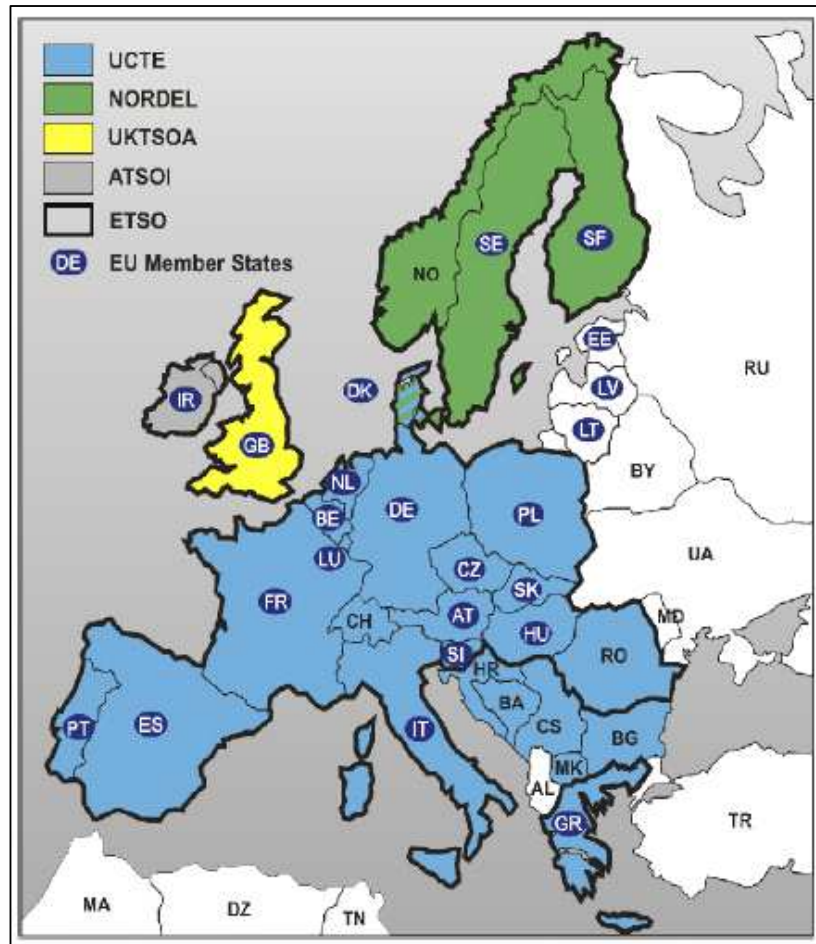 UCTE
NORDEL
UKTSOA
ATSOI
ETSO
DE EU Member States
SE
SF
NO
EE
RU
LV
DK
IR
LT
GB
BY
NL
DE
PL
BE
UA
LU
CZ
SK
FR
AT
MD
CH
HU
SI
RO
HR
BA
PT
ES
IT
CS
BG
MK
AL
GR
TR
MA
DZ
TN